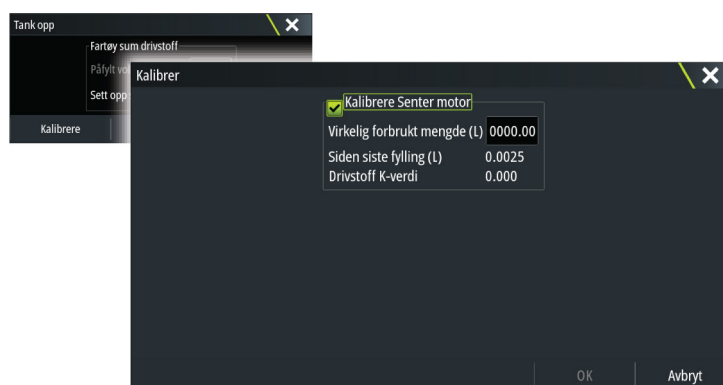 Tank opp
Fartøy sum drivstoff
Påfylt vo
Sett opp
Kalibrere
Kalibrer
Kalibrere Senter motor
Virkelig forbrukt mengde (L) 0000.00
Siden siste fylling (L) 0.0025
Drivstoff K-verdi 0.000
OK Avbryt